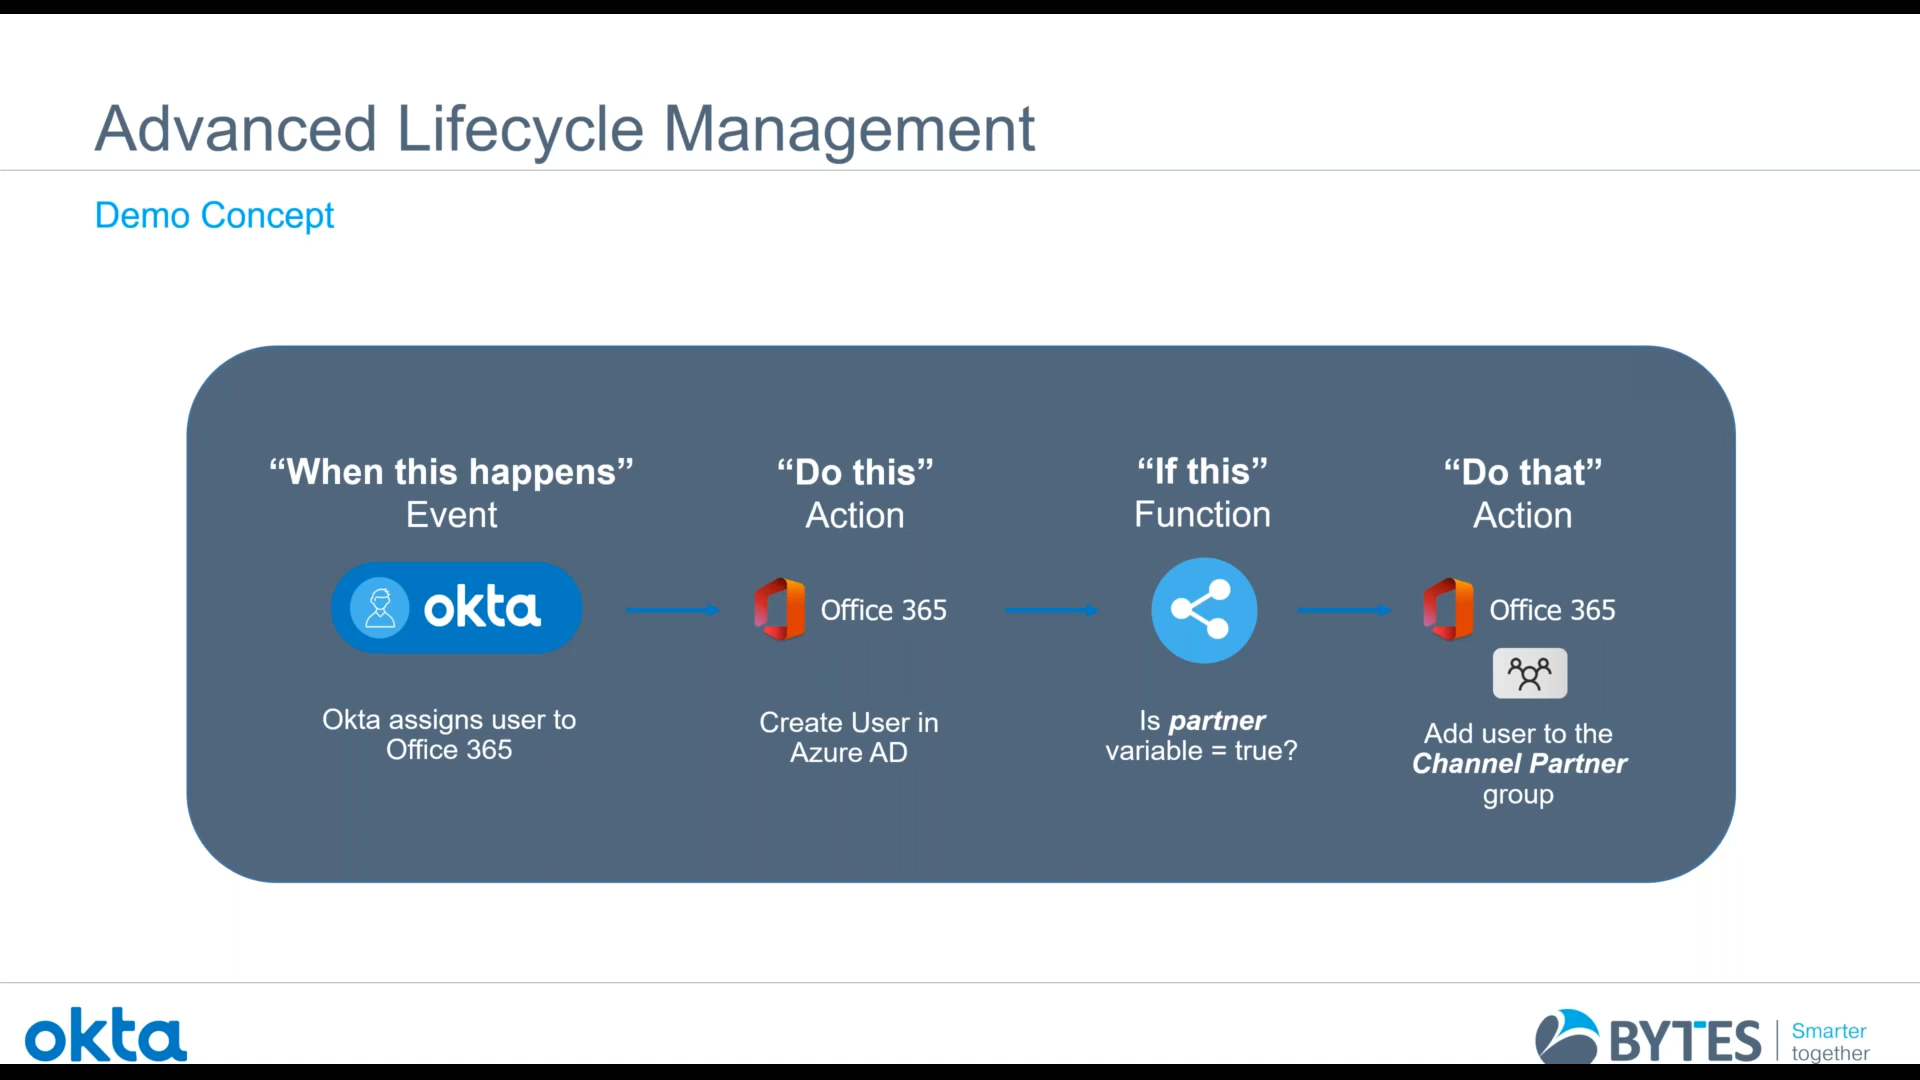 Advanced Lifecycle Management
Demo Concept
“When this happens”
Event
okta
Okta assigns user to
Office 365
“Do this”
Action
Office 365
Create User in
Azure AD
“If this”
Function
Is partner
variable = true?
“Do that”
Action
Office 365
Add user to the
Channel Partner
group
okta
BYTES
Smarter
together